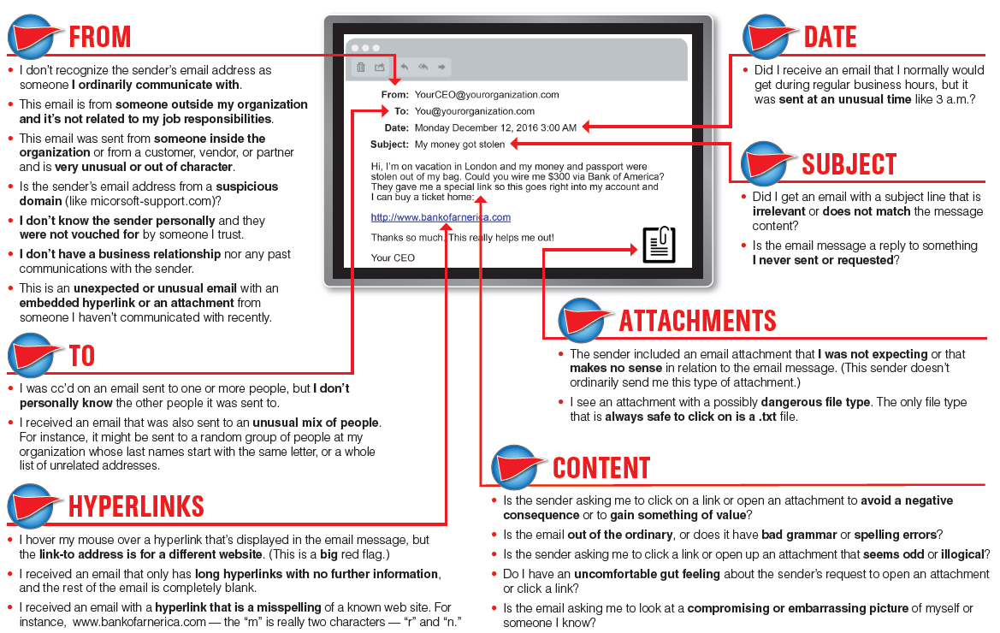 FROM
• I don’t recognize the sender’s email address as
someone I ordinarily communicate with.
• This email is from someone outside my organization
and it’s not related to my job responsibilities.
• This email was sent from someone inside the
organization or from a customer, vendor, or partner
and is very unusual or out of character.
• Is the sender’s email address from a suspicious
domain (like micorsoft-support.com)?
• I don’t know the sender personally and they
were not vouched for by someone I trust.
• I don’t have a business relationship nor any past
communications with the sender.
• This is an unexpected or unusual email with an
embedded hyperlink or an attachment from
someone I haven’t communicated with recently.
TO
• I was cc’d on an email sent to one or more people, but I don’t
personally know the other people it was sent to.
• I received an email that was also sent to an unusual mix of people.
For instance, it might be sent to a random group of people at my
organization whose last names start with the same letter, or a whole
list of unrelated addresses.
HYPERLINKS
• I hover my mouse over a hyperlink that’s displayed in the email message, but
the link-to address is for a different website. (This is a big red flag.)
• I received an email that only has long hyperlinks with no further information,
and the rest of the email is completely blank.
• I received an email with a hyperlink that is a misspelling of a known web site. For
instance, www.bankofarnerica.com — the “m” is really two characters — “r” and “n.”
From: YourCEO@yourorganization.com
To: You@yourorganization.com
Date: Monday December 12, 2016 3:00 AM
Subject: My money got stolen
Hi, I’m on vacation in London and my money and passport were
stolen out of my bag. Could you wire me $300 via Bank of America?
They gave me a special link so this goes right into my account and
I can buy a ticket home:
http://www.bankofarnerica.com
Thanks so much. This really helps me out!
Your CEO
DATE
• Did I receive an email that I normally would
get during regular business hours, but it
was sent at an unusual time like 3 a.m.?
SUBJECT
• Did I get an email with a subject line that is
irrelevant or does not match the message
content?
• Is the email message a reply to something
I never sent or requested?
ATTACHMENTS
• The sender included an email attachment that I was not expecting or that
makes no sense in relation to the email message. (This sender doesn’t
ordinarily send me this type of attachment.)
• I see an attachment with a possibly dangerous file type. The only file type
that is always safe to click on is a .txt file.
CONTENT
• Is the sender asking me to click on a link or open an attachment to avoid a negative
consequence or to gain something of value?
• Is the email out of the ordinary, or does it have bad grammar or spelling errors?
• Is the sender asking me to click a link or open up an attachment that seems odd or illogical?
• Do I have an uncomfortable gut feeling about the sender’s request to open an attachment
or click a link?
• Is the email asking me to look at a compromising or embarrassing picture of myself or
someone I know?